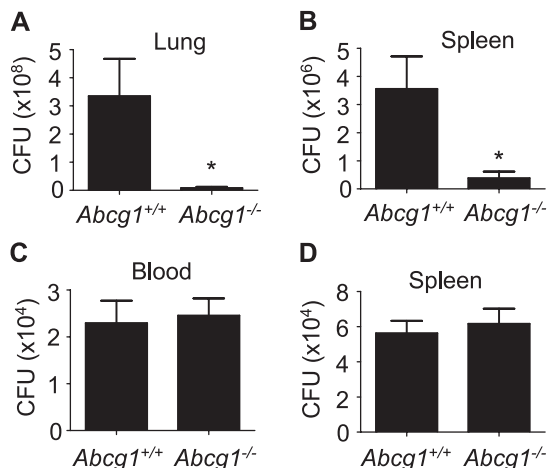 A
Lung
CFU (x10⁸)
5
4
3
2
1
0
*
Abcg1⁺/⁺ Abcg1⁻/⁻
B
Spleen
CFU (x10⁶)
5
4
3
2
1
0
*
Abcg1⁺/⁺ Abcg1⁻/⁻
C
Blood
CFU (x10⁴)
3
2
1
0
Abcg1⁺/⁺ Abcg1⁻/⁻
D
Spleen
CFU (x10⁴)
8
6
4
2
0
Abcg1⁺/⁺ Abcg1⁻/⁻